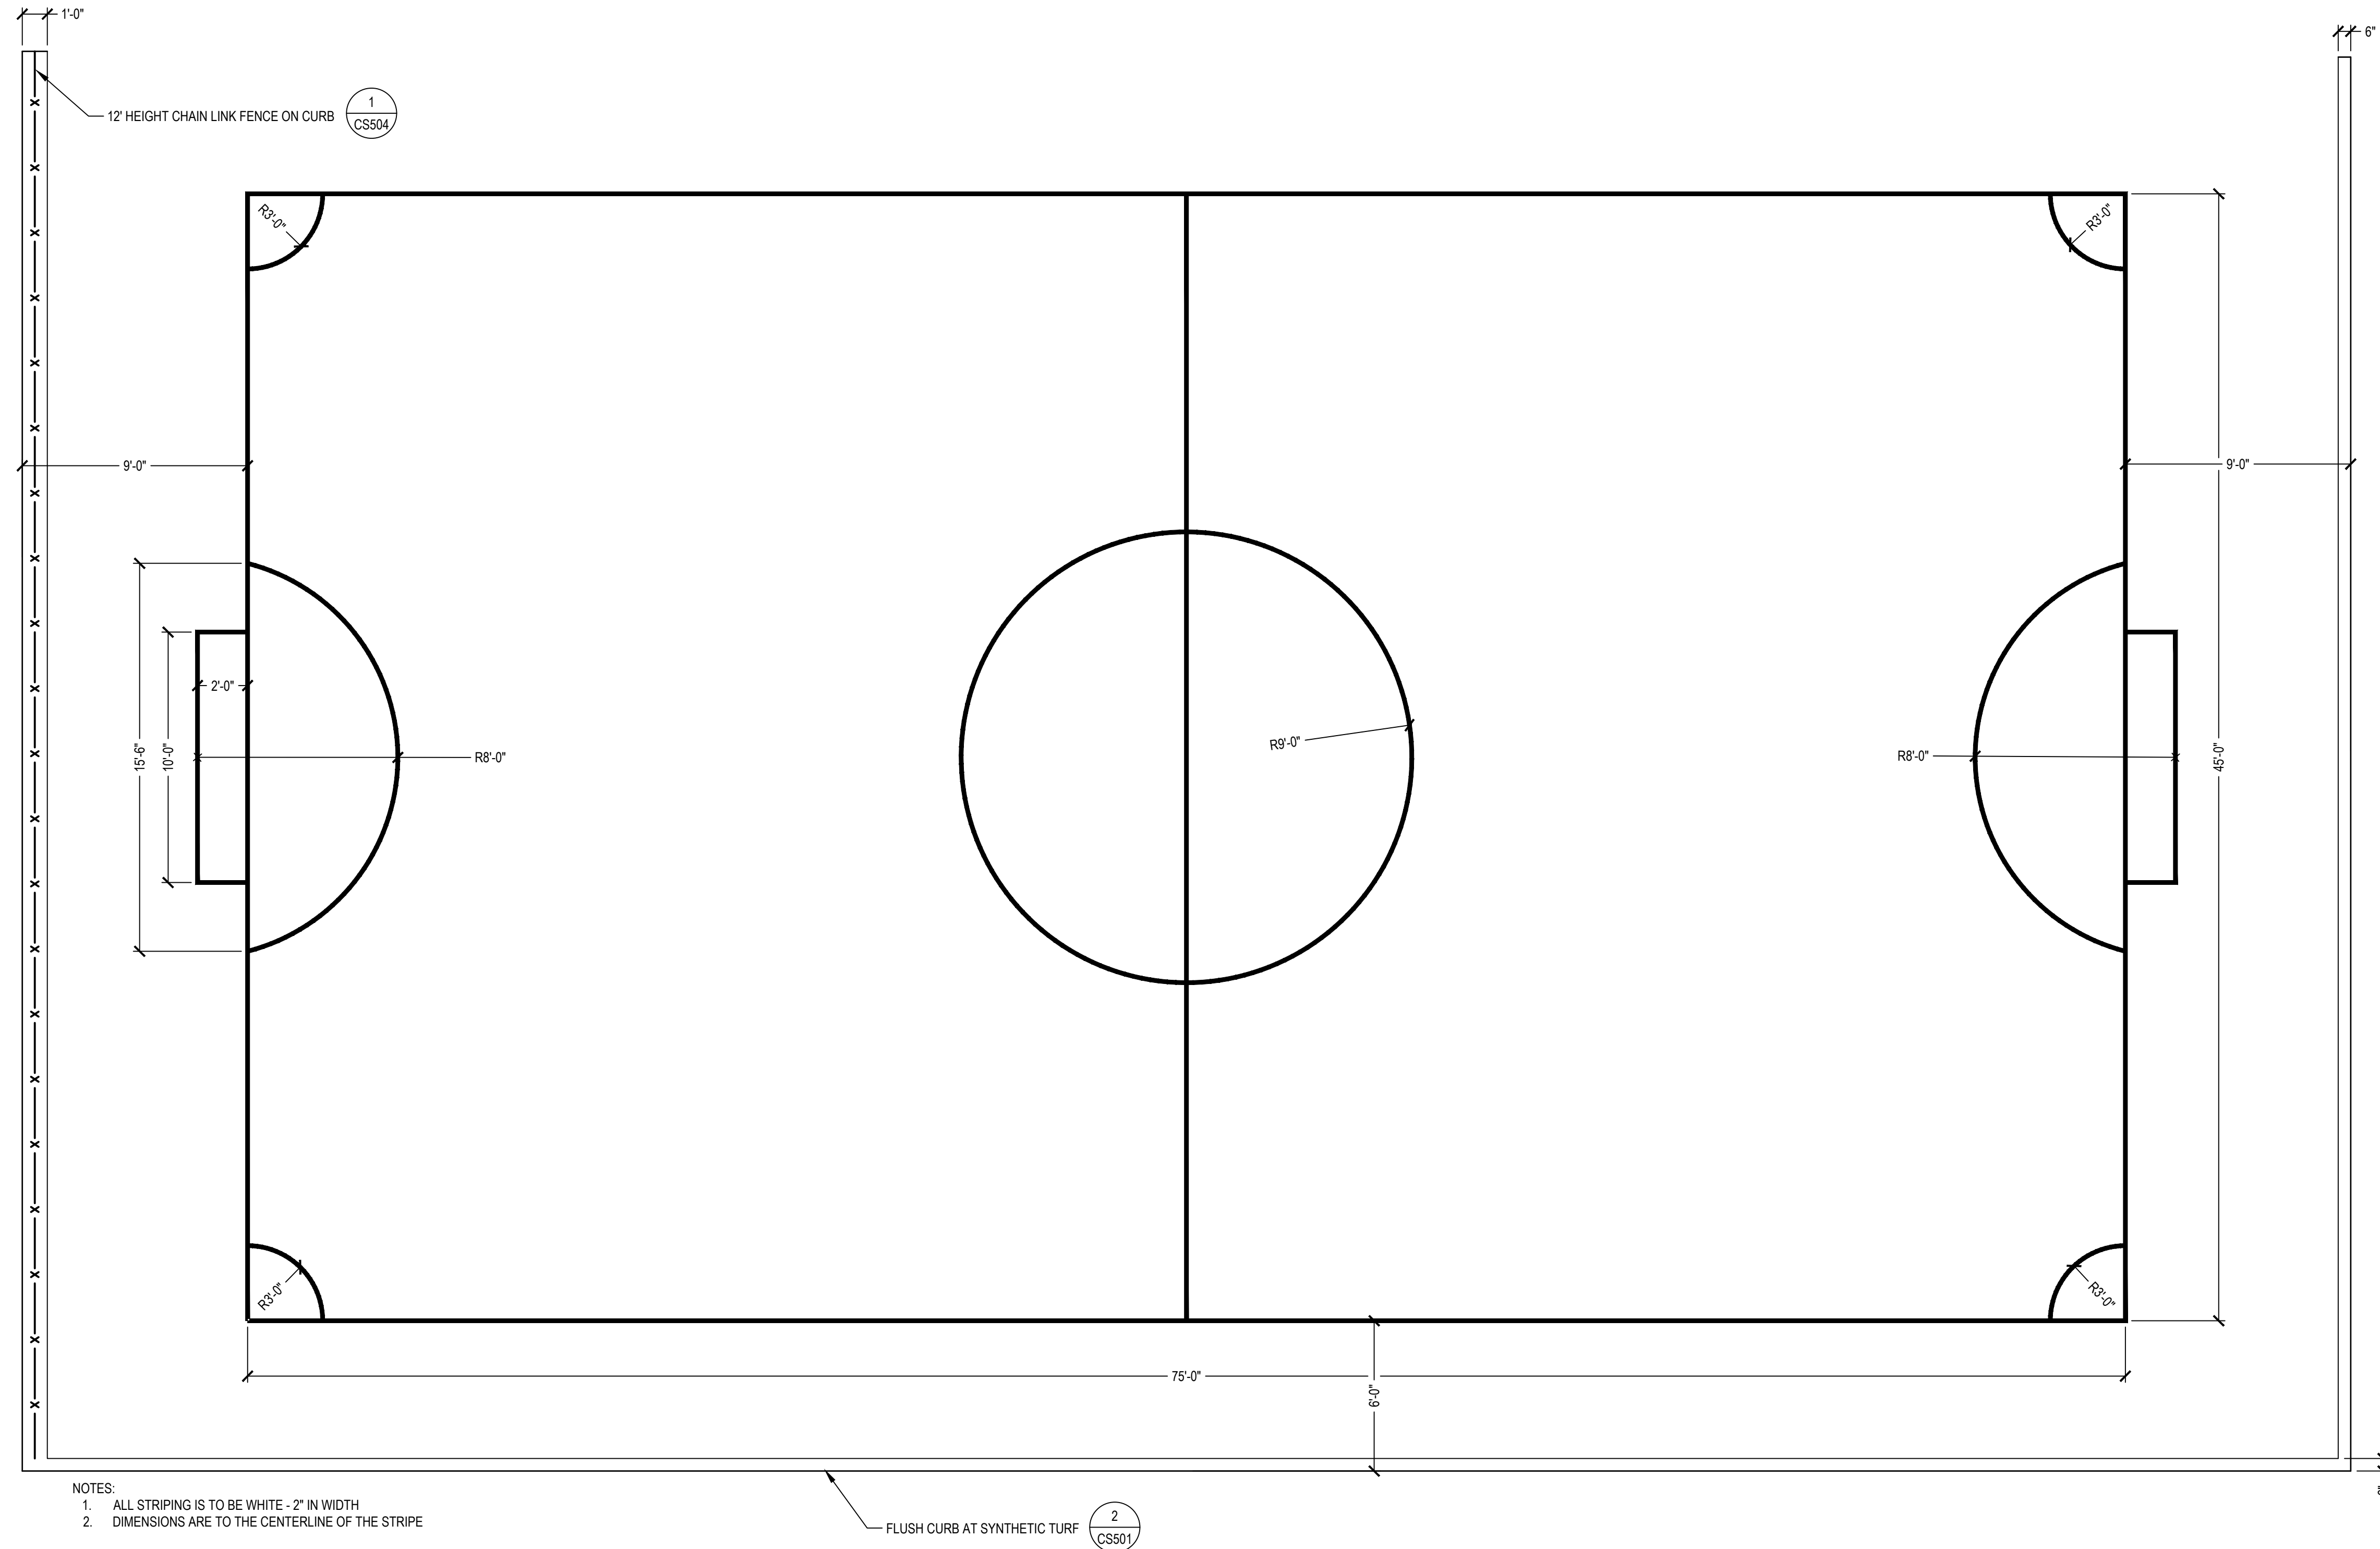 1'-0"
6"
12' HEIGHT CHAIN LINK FENCE ON CURB
1
CS504
R3'-0"
R3'-0"
9'-0"
9'-0"
2'-0"
15'-6"
10'-0"
R8'-0"
R9'-0"
R8'-0"
45'-0"
R3'-0"
R3'-0"
75'-0"
6'-0"
NOTES:
1. ALL STRIPING IS TO BE WHITE - 2" IN WIDTH
2. DIMENSIONS ARE TO THE CENTERLINE OF THE STRIPE
FLUSH CURB AT SYNTHETIC TURF
2
CS501